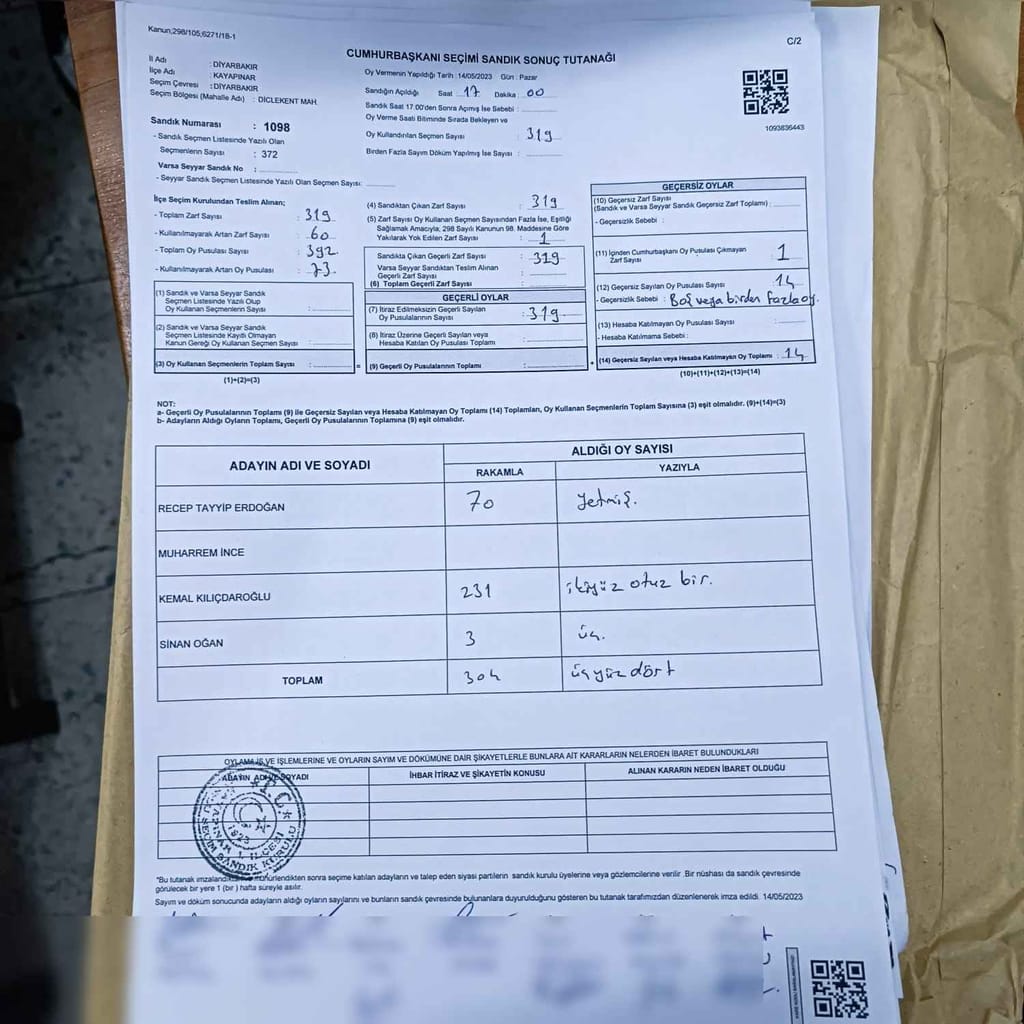 Kanun;298/105,6271/18-1
C/2
CUMHURBAŞKANI SEÇİMİ SANDIK SONUÇ TUTANAĞI
İl Adı : DİYARBAKIR
İlçe Adı : KAYAPINAR
Seçim Çevresi : DİYARBAKIR
Seçim Bölgesi (Mahalle Adı) : DİCLEKENT MAH.
Oy Vermenin Yapıldığı Tarih :14/05/2023 Gün : Pazar
Sandığın Açıldığı Saat 17 Dakika 00
Sandık Saat 17.00'den Sonra Açmış İse Sebebi :
Oy Verme Saati Bitiminde Sırada Bekleyen ve
Oy Kullandırılan Seçmen Sayısı : 319
Birden Fazla Sayım Döküm Yapılmış İse Sayısı :
1093836443
Sandık Numarası : 1098
- Sandık Seçmen Listesinde Yazılı Olan
Seçmenlerin Sayısı : 372
Varsa Seyyar Sandık No :
- Seyyar Sandık Seçmen Listesinde Yazılı Olan Seçmen Sayısı:
İlçe Seçim Kurulundan Teslim Alınan;
- Toplam Zarf Sayısı : 319
- Kullanılmayarak Artan Zarf Sayısı : 60
- Toplam Oy Pusulası Sayısı : 392
- Kullanılmayarak Artan Oy Pusulası : 73
(1) Sandık ve Varsa Seyyar Sandık
Seçmen Listesinde Yazılı Olup
Oy Kullanan Seçmenlerin Sayısı :
(2) Sandık ve Varsa Seyyar Sandık
Seçmen Listesinde Kayıtlı Olmayan
Kanun Gereği Oy Kullanan Seçmen Sayısı :
(3) Oy Kullanan Seçmenlerin Toplam Sayısı :
(1)+(2)=(3)
(4) Sandıktan Çıkan Zarf Sayısı : 319
(5) Zarf Sayısı Oy Kullanan Seçmen Sayısından Fazla İse, Eşitliği
Sağlamak Amacıyla, 298 Sayılı Kanunun 98. Maddesine Göre
Yakılarak Yok Edilen Zarf Sayısı : 1
Sandıkta Çıkan Geçerli Zarf Sayısı : 319
Varsa Seyyar Sandıktan Teslim Alınan
Geçerli Zarf Sayısı :
(6) Toplam Geçerli Zarf Sayısı :
GEÇERLİ OYLAR
(7) İtiraz Edilmeksizin Geçerli Sayılan
Oy Pusulalarının Sayısı : 319
(8) İtiraz Üzerine Geçerli Sayılan veya
Hesaba Katılan Oy Pusulası Toplamı :
= (9) Geçerli Oy Pusulalarının Toplamı :
GEÇERSİZ OYLAR
(10) Geçersiz Zarf Sayısı
(Sandık ve Varsa Seyyar Sandık Geçersiz Zarf Toplamı) :
- Geçersizlik Sebebi :
(11) İçinden Cumhurbaşkanı Oy Pusulası Çıkmayan
Zarf Sayısı : 1
(12) Geçersiz Sayılan Oy Pusulası Sayısı : 14
- Geçersizlik Sebebi : Boş veya birden fazla oy.
(13) Hesaba Katılmayan Oy Pusulası Sayısı :
- Hesaba Katılmama Sebebi :
+ (14) Geçersiz Sayılan veya Hesaba Katılmayan Oy Toplamı : 14
(10)+(11)+(12)+(13)=(14)
NOT:
a- Geçerli Oy Pusulalarının Toplamı (9) ile Geçersiz Sayılan veya Hesaba Katılmayan Oy Toplamı (14) Toplamları, Oy Kullanan Seçmenlerin Toplam Sayısına (3) eşit olmalıdır. (9)+(14)=(3)
b- Adayların Aldığı Oyların Toplamı, Geçerli Oy Pusulalarının Toplamına (9) eşit olmalıdır.
ADAYIN ADI VE SOYADI
ALDIĞI OY SAYISI
RAKAMLA YAZIYLA
RECEP TAYYİP ERDOĞAN 70 Yetmiş.
MUHARREM İNCE
KEMAL KILIÇDAROĞLU 231 ikiyüz otuz bir.
SİNAN OĞAN 3 üç.
TOPLAM 304 üçyüz dört
OYLAMA İŞ VE İŞLEMLERİNE VE OYLARIN SAYIM VE DÖKÜMÜNE DAİR ŞİKAYETLERLE BUNLARA AİT KARARLARIN NELERDEN İBARET BULUNDUKLARI
ADAYIN ADI VE SOYADI İHBAR İTİRAZ VE ŞİKAYETİN KONUSU ALINAN KARARIN NEDEN İBARET OLDUĞU
T.C.
1923
SANDIK KURULU
*Bu tutanak imzalandıktan ve mühürlendikten sonra seçime katılan adayların ve talep eden siyasi partilerin sandık kurulu üyelerine veya gözlemcilerine verilir .Bir nüshası da sandık çevresinde
görülecek bir yere 1 (bir ) hafta süreyle asılır.
Sayım ve döküm sonucunda adayların aldığı oyların sayılarını ve bunların sandık çevresinde bulunanlara duyurulduğunu gösteren bu tutanak tarafımızdan düzenlenerek imza edildi. 14/05/2023